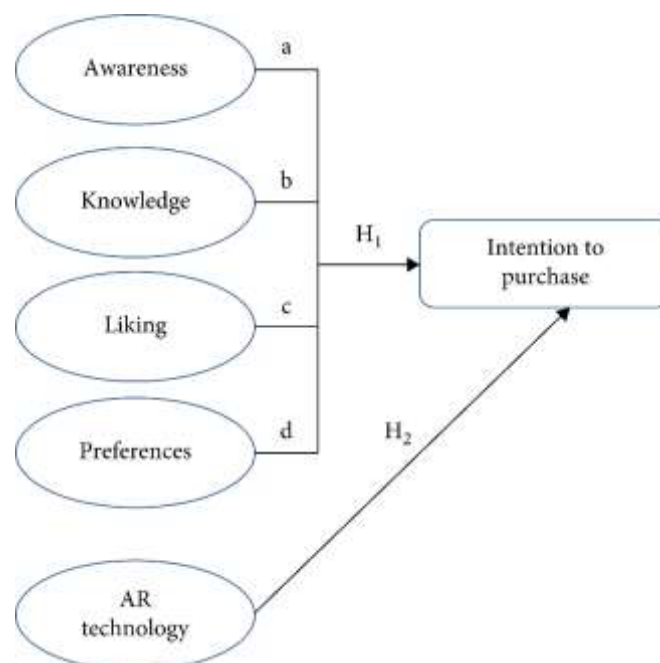 Awareness
a
Knowledge
b
H₁
Intention to
purchase
Liking
c
Preferences
d
H₂
AR
technology